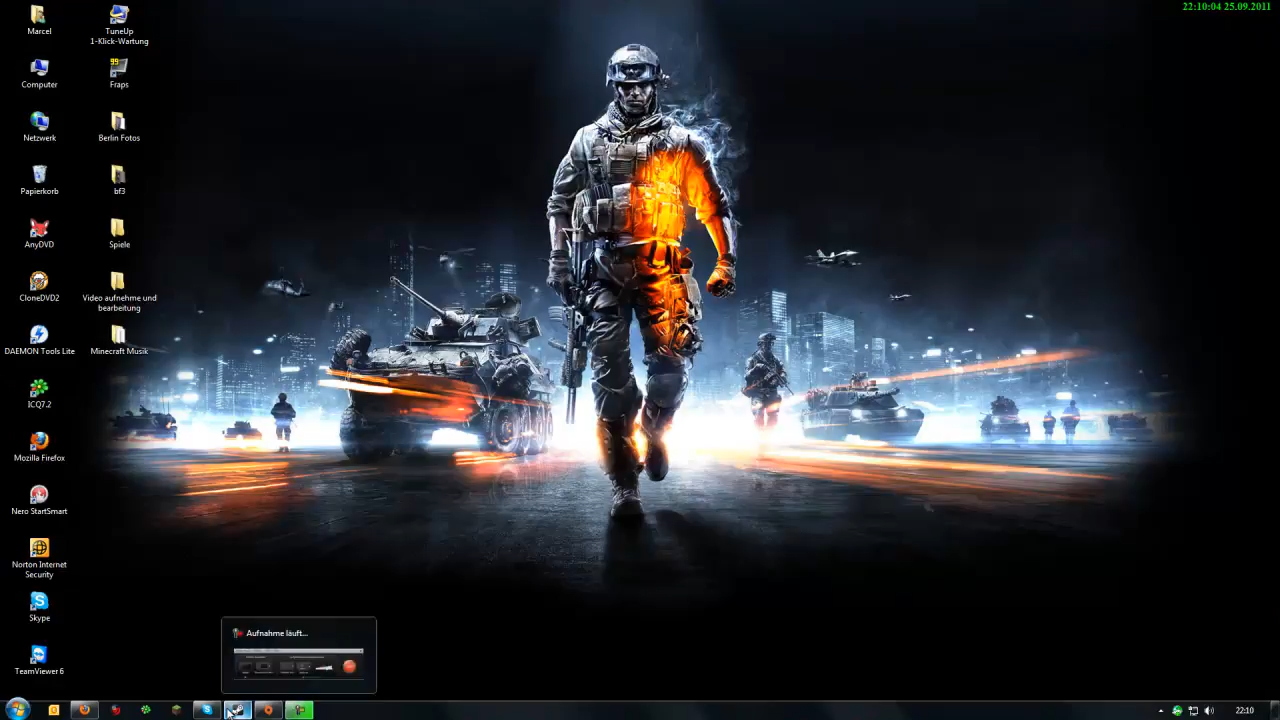 22:10:04 25.09.2011
Marcel
TuneUp
1-Klick-Wartung
Computer
99
Fraps
Netzwerk
Berlin Fotos
Papierkorb
bf3
AnyDVD
Spiele
CloneDVD2
Video aufnehme und
bearbeitung
DAEMON Tools Lite
Minecraft Musik
ICQ7.2
Mozilla Firefox
Nero StartSmart
Norton Internet
Security
Skype
TeamViewer 6
Aufnahme läuft...
22:10